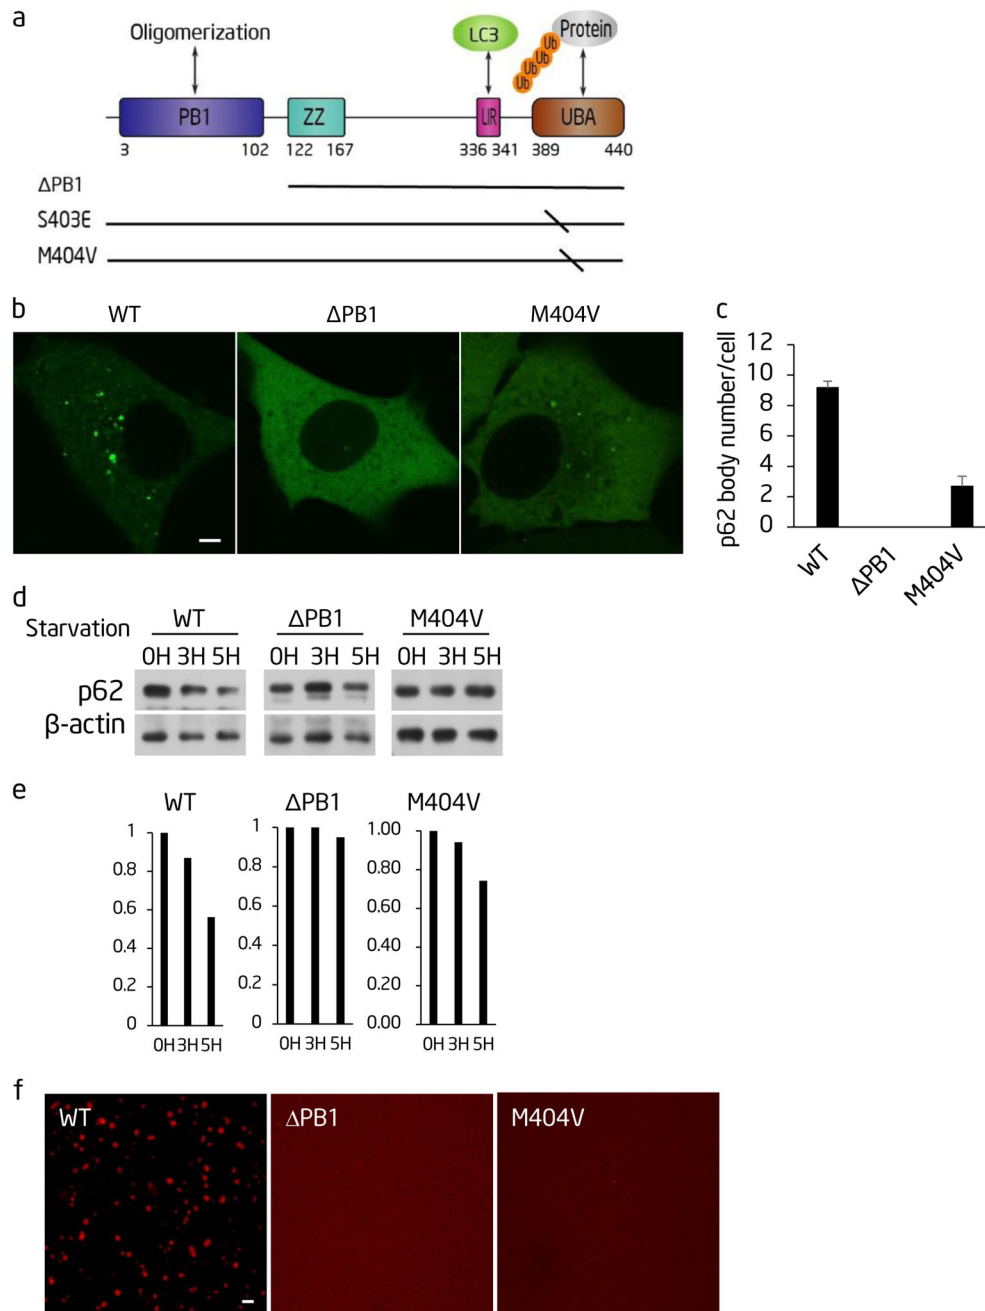 a
Oligomerization
LC3
Protein
Ub
Ub
Ub
Ub
PB1
ZZ
LIR
UBA
3 102 122 167 336 341 389 440
ΔPB1
S403E
M404V
b
WT ΔPB1 M404V
c
p62 body number/cell
12
10
8
6
4
2
0
WT
ΔPB1
M404V
d
WT ΔPB1 M404V
Starvation
0H 3H 5H 0H 3H 5H 0H 3H 5H
p62
β-actin
e
WT
1
0.8
0.6
0.4
0.2
0
0H 3H 5H
ΔPB1
1
0.8
0.6
0.4
0.2
0
0H 3H 5H
M404V
1.00
0.80
0.60
0.40
0.20
0.00
0H 3H 5H
f
WT
ΔPB1
M404V